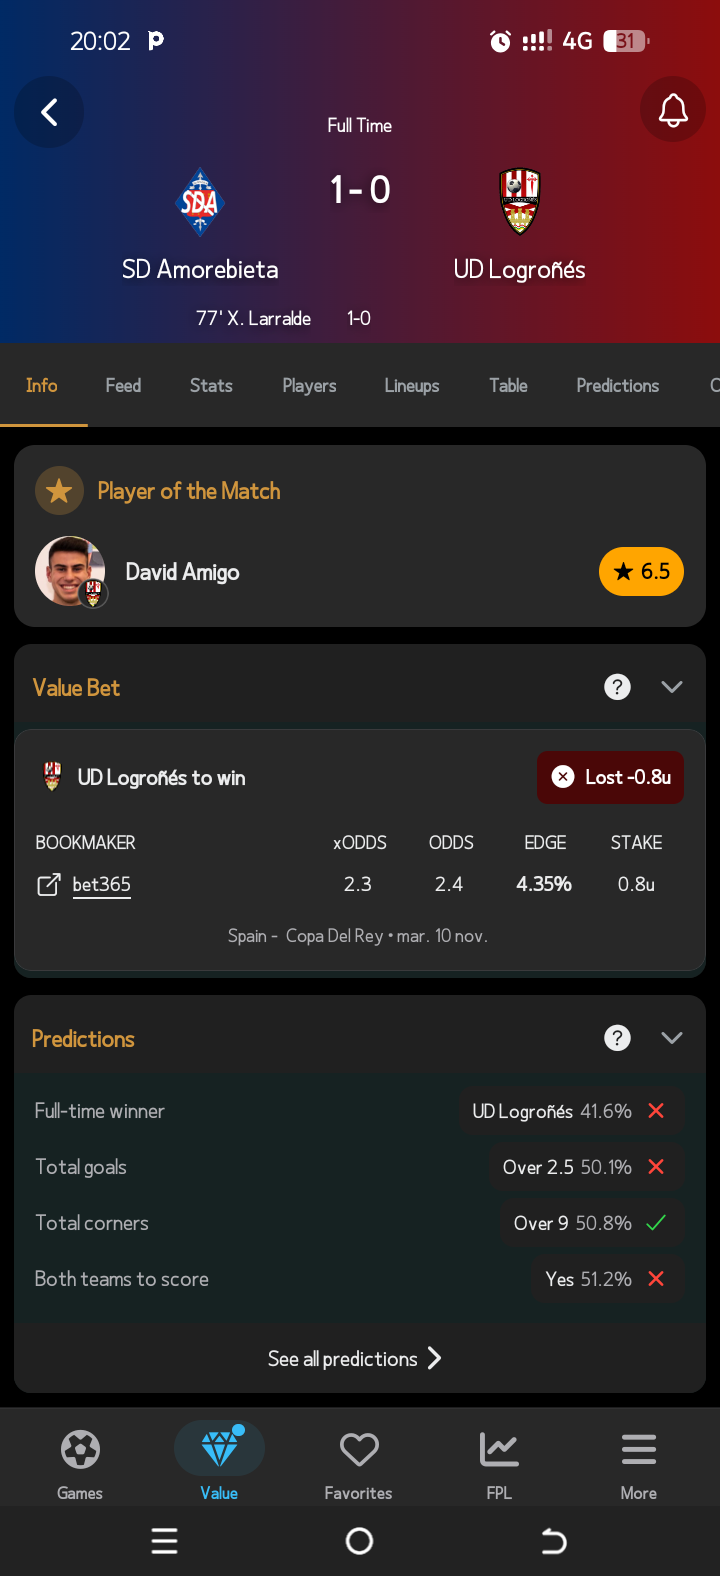 20:02
4G 31
Full Time
1 - 0
SDA
UD LOGROÑÉS
SD Amorebieta
UD Logroñés
77' X. Larralde 1-0
Info Feed Stats Players Lineups Table Predictions
Player of the Match
David Amigo
6.5
Value Bet
?
UD Logroñés to win
Lost -0.8u
BOOKMAKER xODDS ODDS EDGE STAKE
bet365 2.3 2.4 4.35% 0.8u
Spain - Copa Del Rey • mar. 10 nov.
Predictions
?
Full-time winner UD Logroñés 41.6%
Total goals Over 2.5 50.1%
Total corners Over 9 50.8%
Both teams to score Yes 51.2%
See all predictions
Games Value Favorites FPL More